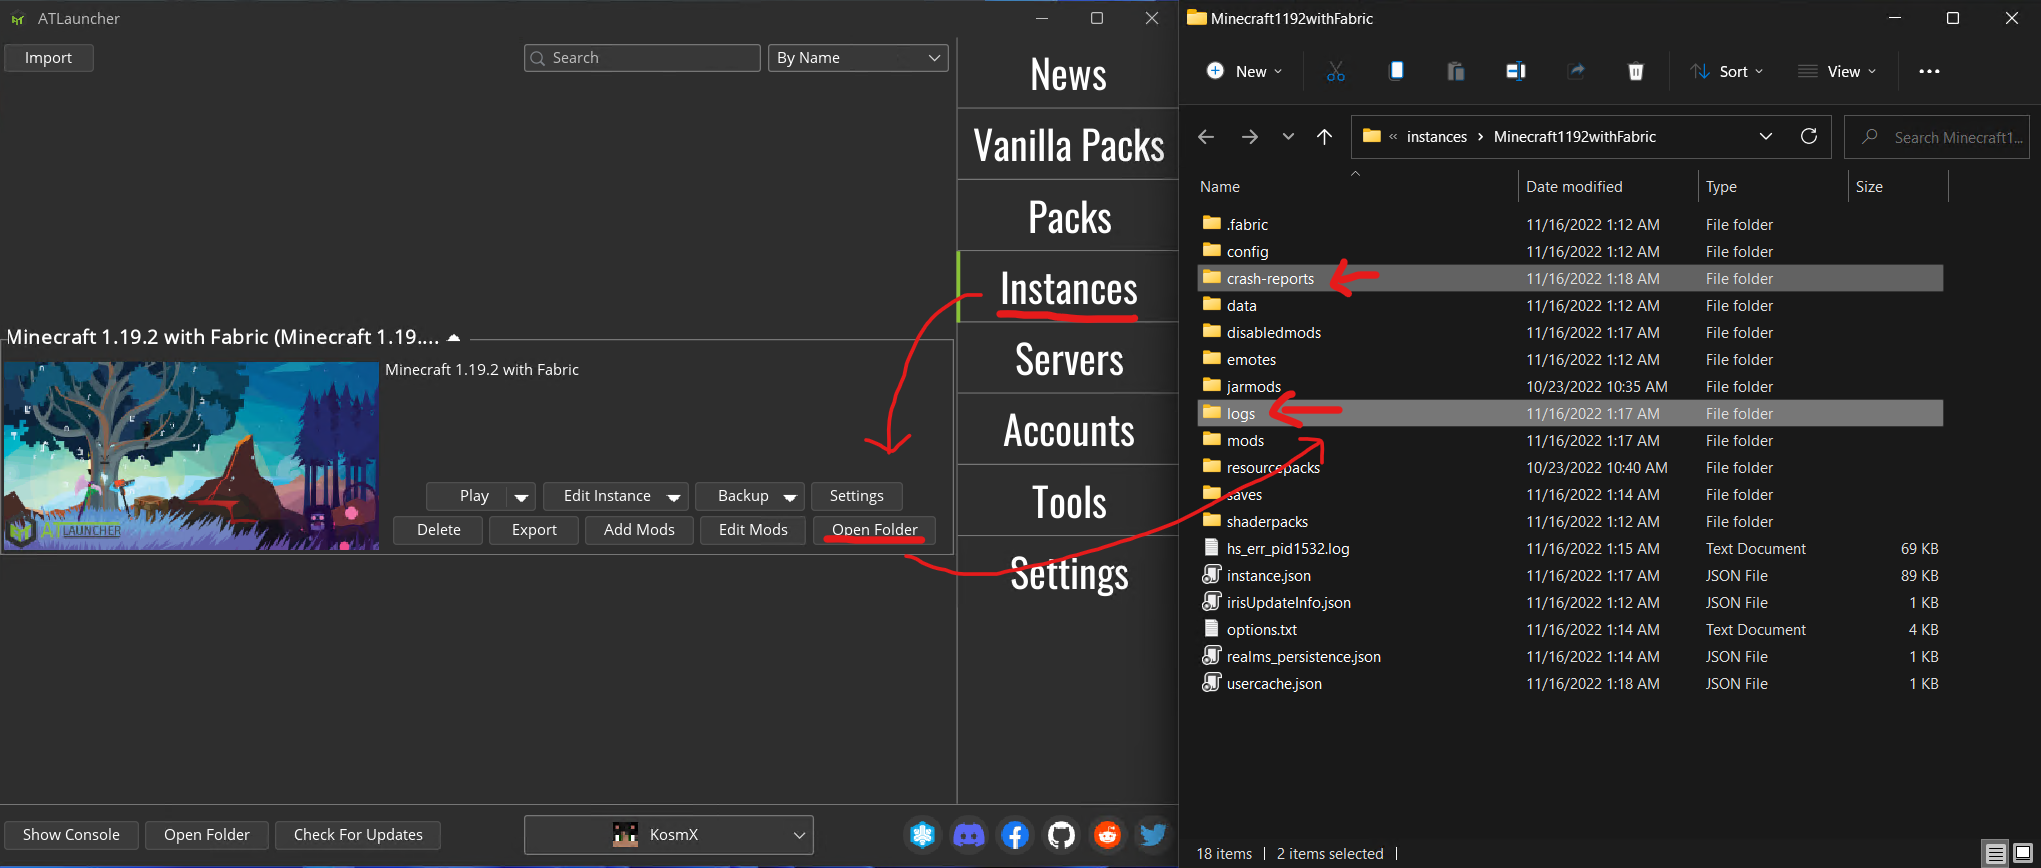 ATLauncher
Import
Search
By Name
News
Vanilla Packs
Packs
Instances
Servers
Accounts
Tools
Settings
Minecraft 1.19.2 with Fabric (Minecraft 1.19....
Minecraft 1.19.2 with Fabric
Play Edit Instance Backup Settings
Delete Export Add Mods Edit Mods Open Folder
ATLAUNCHER
Show Console Open Folder Check For Updates KosmX
Minecraft1192withFabric
New Sort View
« instances > Minecraft1192withFabric Search Minecraft1...
Name Date modified Type Size
.fabric 11/16/2022 1:12 AM File folder
config 11/16/2022 1:12 AM File folder
crash-reports 11/16/2022 1:18 AM File folder
data 11/16/2022 1:12 AM File folder
disabledmods 11/16/2022 1:17 AM File folder
emotes 11/16/2022 1:12 AM File folder
jarmods 10/23/2022 10:35 AM File folder
logs 11/16/2022 1:17 AM File folder
mods 11/16/2022 1:17 AM File folder
resourcepacks 10/23/2022 10:40 AM File folder
saves 11/16/2022 1:14 AM File folder
shaderpacks 11/16/2022 1:12 AM File folder
hs_err_pid1532.log 11/16/2022 1:15 AM Text Document 69 KB
instance.json 11/16/2022 1:17 AM JSON File 89 KB
irisUpdateInfo.json 11/16/2022 1:12 AM JSON File 1 KB
options.txt 11/16/2022 1:14 AM Text Document 4 KB
realms_persistence.json 11/16/2022 1:14 AM JSON File 1 KB
usercache.json 11/16/2022 1:18 AM JSON File 1 KB
18 items 2 items selected